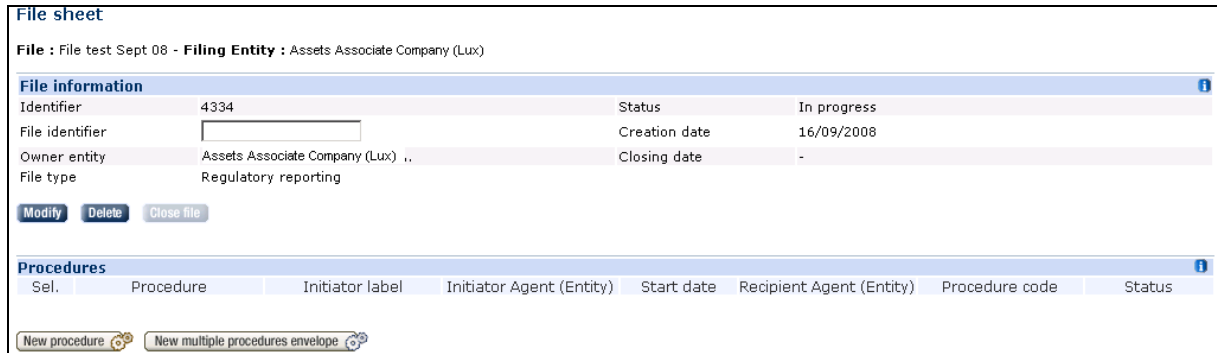 File sheet
File : File test Sept 08 - Filing Entity : Assets Associate Company (Lux)
File information
Identifier 4334 Status In progress
File identifier Creation date 16/09/2008
Owner entity Assets Associate Company (Lux) ,, Closing date -
File type Regulatory reporting
Modify Delete Close file
Procedures
Sel. Procedure Initiator label Initiator Agent (Entity) Start date Recipient Agent (Entity) Procedure code Status
New procedure New multiple procedures envelope